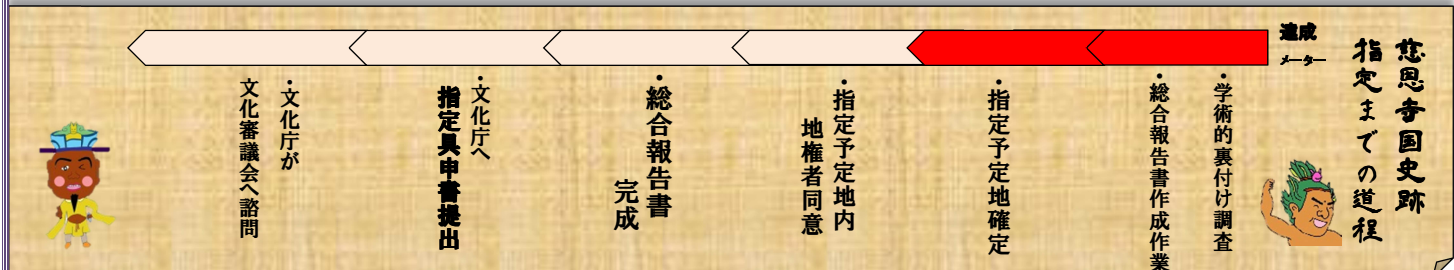 慈恩寺国史跡
指定までの道程
達成
メーター
・学術的裏付け調査
・総合報告書作成作業
・指定予定地確定
・指定予定地内
地権者同意
・総合報告書
完成
・文化庁へ
指定具申書提出
・文化庁が
文化審議会へ諮問